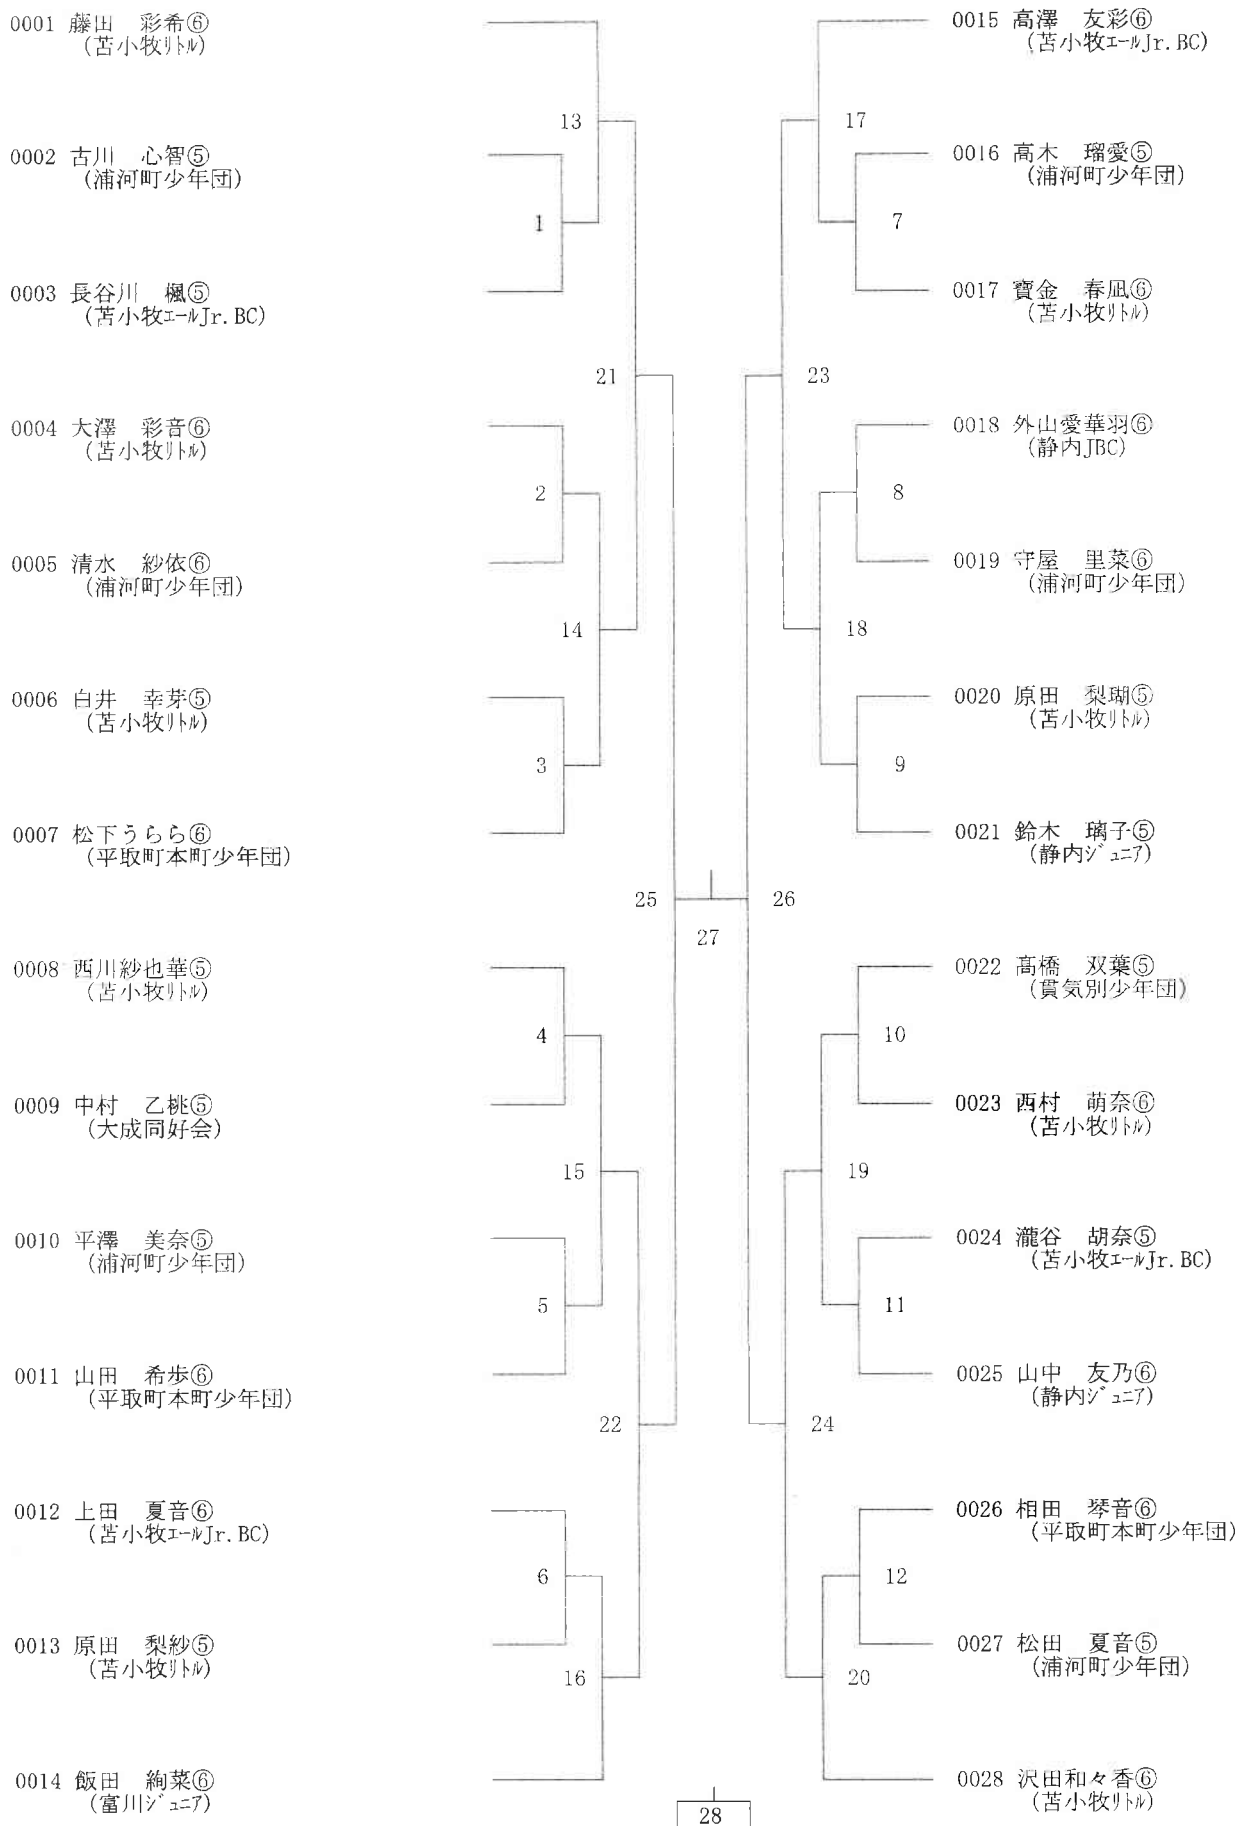 0001 藤田　彩希⑥
(苫小牧ﾘﾄﾙ)
0002 古川　心智⑤
(浦河町少年団)
0003 長谷川　楓⑤
(苫小牧ｴｰﾙJr.BC)
0004 大澤　彩音⑥
(苫小牧ﾘﾄﾙ)
0005 清水　紗依⑥
(浦河町少年団)
0006 白井　幸芽⑤
(苫小牧ﾘﾄﾙ)
0007 松下うらら⑥
(平取町本町少年団)
0008 西川紗也華⑤
(苫小牧ﾘﾄﾙ)
0009 中村　乙桃⑤
(大成同好会)
0010 平澤　美奈⑤
(浦河町少年団)
0011 山田　希歩⑥
(平取町本町少年団)
0012 上田　夏音⑥
(苫小牧ｴｰﾙJr.BC)
0013 原田　梨紗⑤
(苫小牧ﾘﾄﾙ)
0014 飯田　絢菜⑥
(富川ｼﾞｭﾆｱ)
13
1
21
2
14
3
25
4
15
5
22
6
16
27
28
17
7
23
8
18
9
26
10
19
11
24
12
20
0015 高澤　友彩⑥
(苫小牧ｴｰﾙJr.BC)
0016 高木　瑠愛⑤
(浦河町少年団)
0017 寶金　春凪⑥
(苫小牧ﾘﾄﾙ)
0018 外山愛華羽⑥
(静内JBC)
0019 守屋　里菜⑥
(浦河町少年団)
0020 原田　梨瑚⑤
(苫小牧ﾘﾄﾙ)
0021 鈴木　璃子⑤
(静内ｼﾞｭﾆｱ)
0022 髙橋　双葉⑤
(貫気別少年団)
0023 西村　萌奈⑥
(苫小牧ﾘﾄﾙ)
0024 瀧谷　胡奈⑤
(苫小牧ｴｰﾙJr.BC)
0025 山中　友乃⑥
(静内ｼﾞｭﾆｱ)
0026 相田　琴音⑥
(平取町本町少年団)
0027 松田　夏音⑤
(浦河町少年団)
0028 沢田和々香⑥
(苫小牧ﾘﾄﾙ)